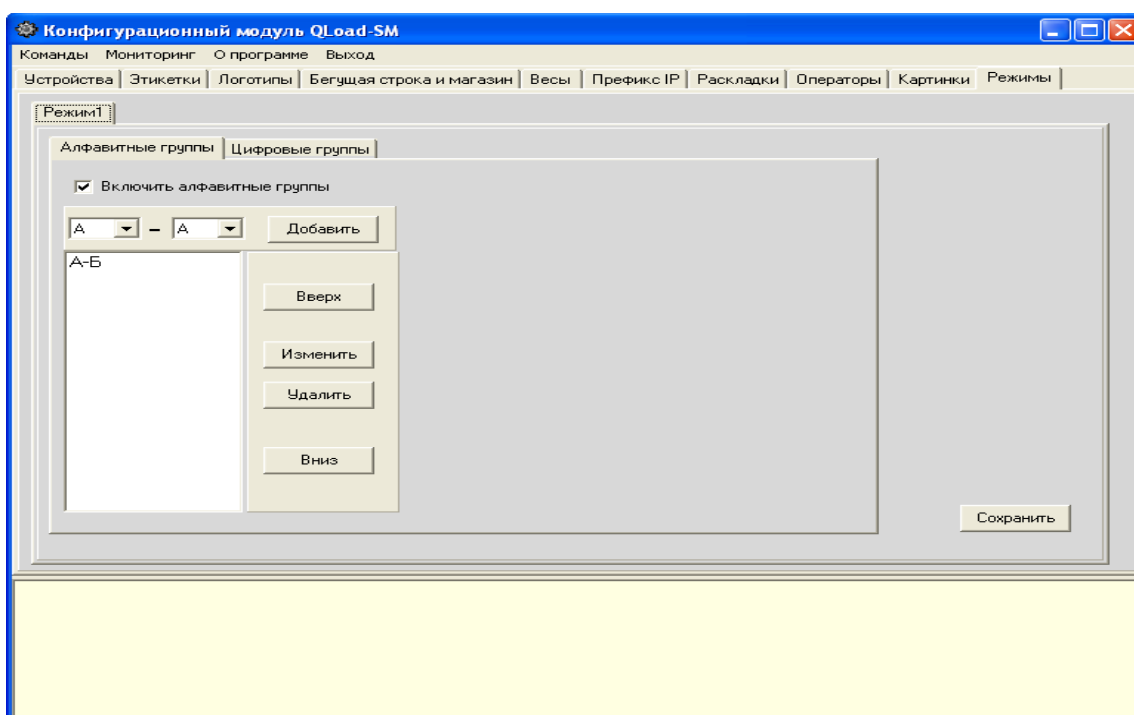 Конфигурационный модуль QLoad-SM
Команды Мониторинг О программе Выход
Устройства Этикетки Логотипы Бегущая строка и магазин Весы Префикс IP Раскладки Операторы Картинки Режимы
Режим1
Алфавитные группы Цифровые группы
Включить алфавитные группы
А – А Добавить
А-Б
Вверх
Изменить
Удалить
Вниз
Сохранить